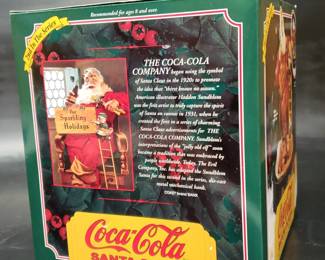 Recommended for ages 8 and over.
2nd In The Series
THE COCA-COLA
COMPANY began using the symbol
of Santa Claus in the 1920s to promote
the idea that "thirst knows no season."
American illustrator Haddon Sundblom
was the first artist to truly capture the spirit
of Santa on canvas in 1931, when he
created the first in a series of charming
Santa Claus advertisements for THE
COCA-COLA COMPANY. Sundblom's
interpretations of the "jolly old elf" soon
became a tradition that was embraced by
people worldwide. Today, The Ertl
Company, Inc. has adapted the Sundblom
Santa for this second in the series, die-cast
metal mechanical bank.
for
Sparkling
Holidays
Coca-Cola
SANTA